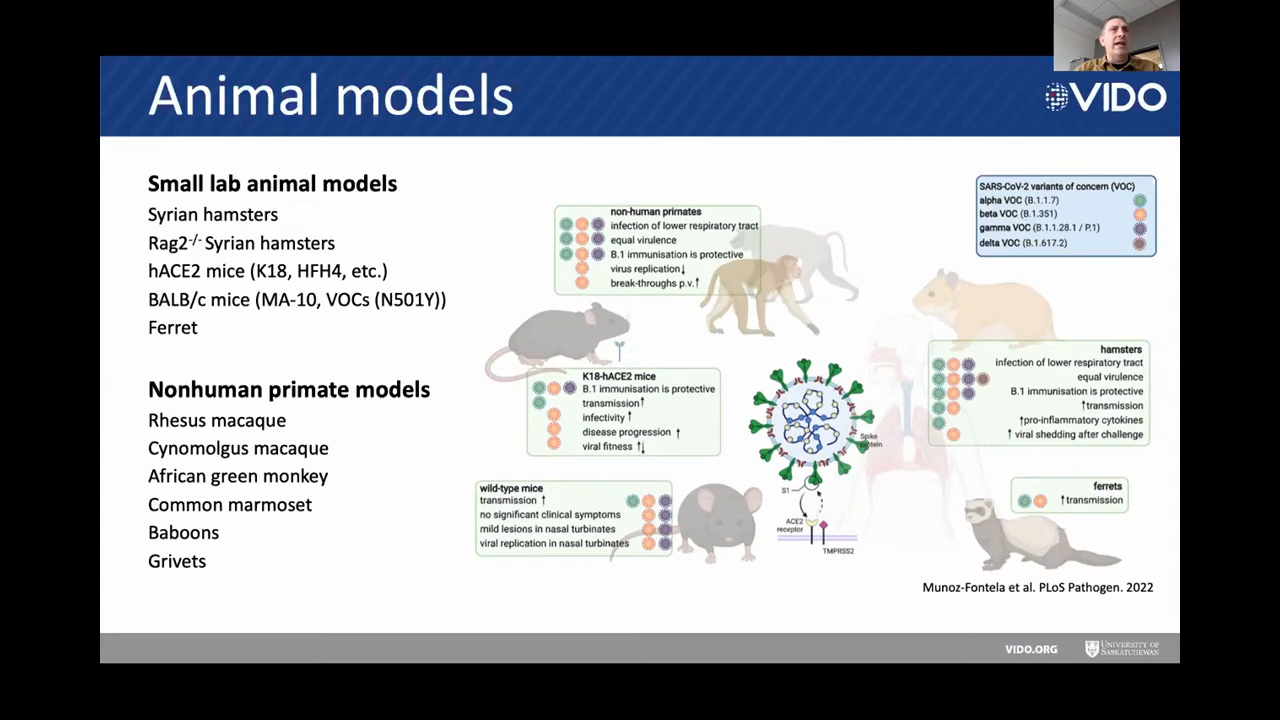 Animal models
VIDO
Small lab animal models
Syrian hamsters
Rag2-/- Syrian hamsters
hACE2 mice (K18, HFH4, etc.)
BALB/c mice (MA-10, VOCs (N501Y))
Ferret
Nonhuman primate models
Rhesus macaque
Cynomolgus macaque
African green monkey
Common marmoset
Baboons
Grivets
non-human primates
infection of lower respiratory tract
equal virulence
B.1 immunisation is protective
virus replication↓
break-throughs p.v.↑
SARS-CoV-2 variants of concern (VOC)
alpha VOC (B.1.1.7)
beta VOC (B.1.351)
gamma VOC (B.1.1.28.1 / P.1)
delta VOC (B.1.617.2)
K18-hACE2 mice
B.1 immunisation is protective
transmission↑
infectivity ↑
disease progression ↑
viral fitness ↑↓
hamsters
infection of lower respiratory tract
equal virulence
B.1 immunisation is protective
↑transmission
↑pro-inflammatory cytokines
↑ viral shedding after challenge
wild-type mice
transmission ↑
no significant clinical symptoms
mild lesions in nasal turbinates
viral replication in nasal turbinates
Spike
protein
S1
ACE2
receptor
TMPRSS2
ferrets
↑transmission
Munoz-Fontela et al. PLoS Pathogen. 2022
VIDO.ORG
UNIVERSITY OF
SASKATCHEWAN